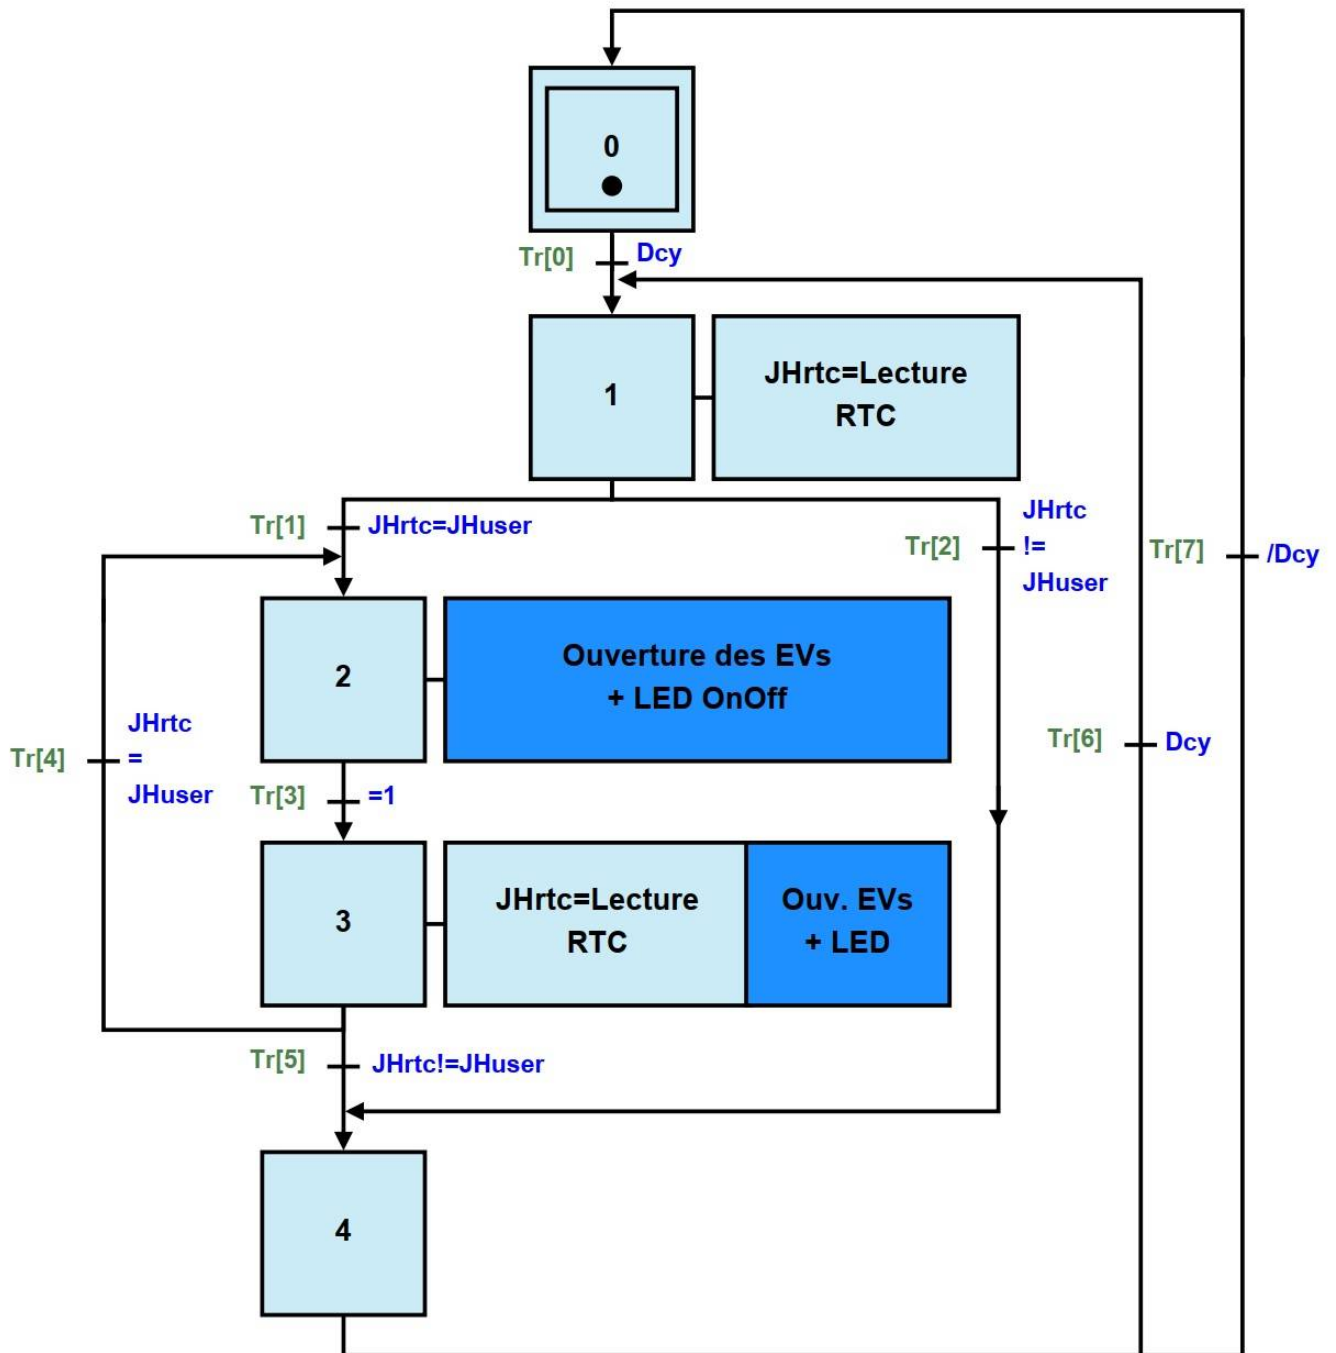 0
Tr[0]
Dcy
1
JHrtc=Lecture
RTC
Tr[1]
JHrtc=JHuser
Tr[2]
JHrtc
!=
JHuser
Tr[7]
/Dcy
2
Ouverture des EVs
+ LED OnOff
Tr[4]
JHrtc
=
JHuser
Tr[6]
Dcy
Tr[3]
=1
3
JHrtc=Lecture
RTC
Ouv. EVs
+ LED
Tr[5]
JHrtc!=JHuser
4